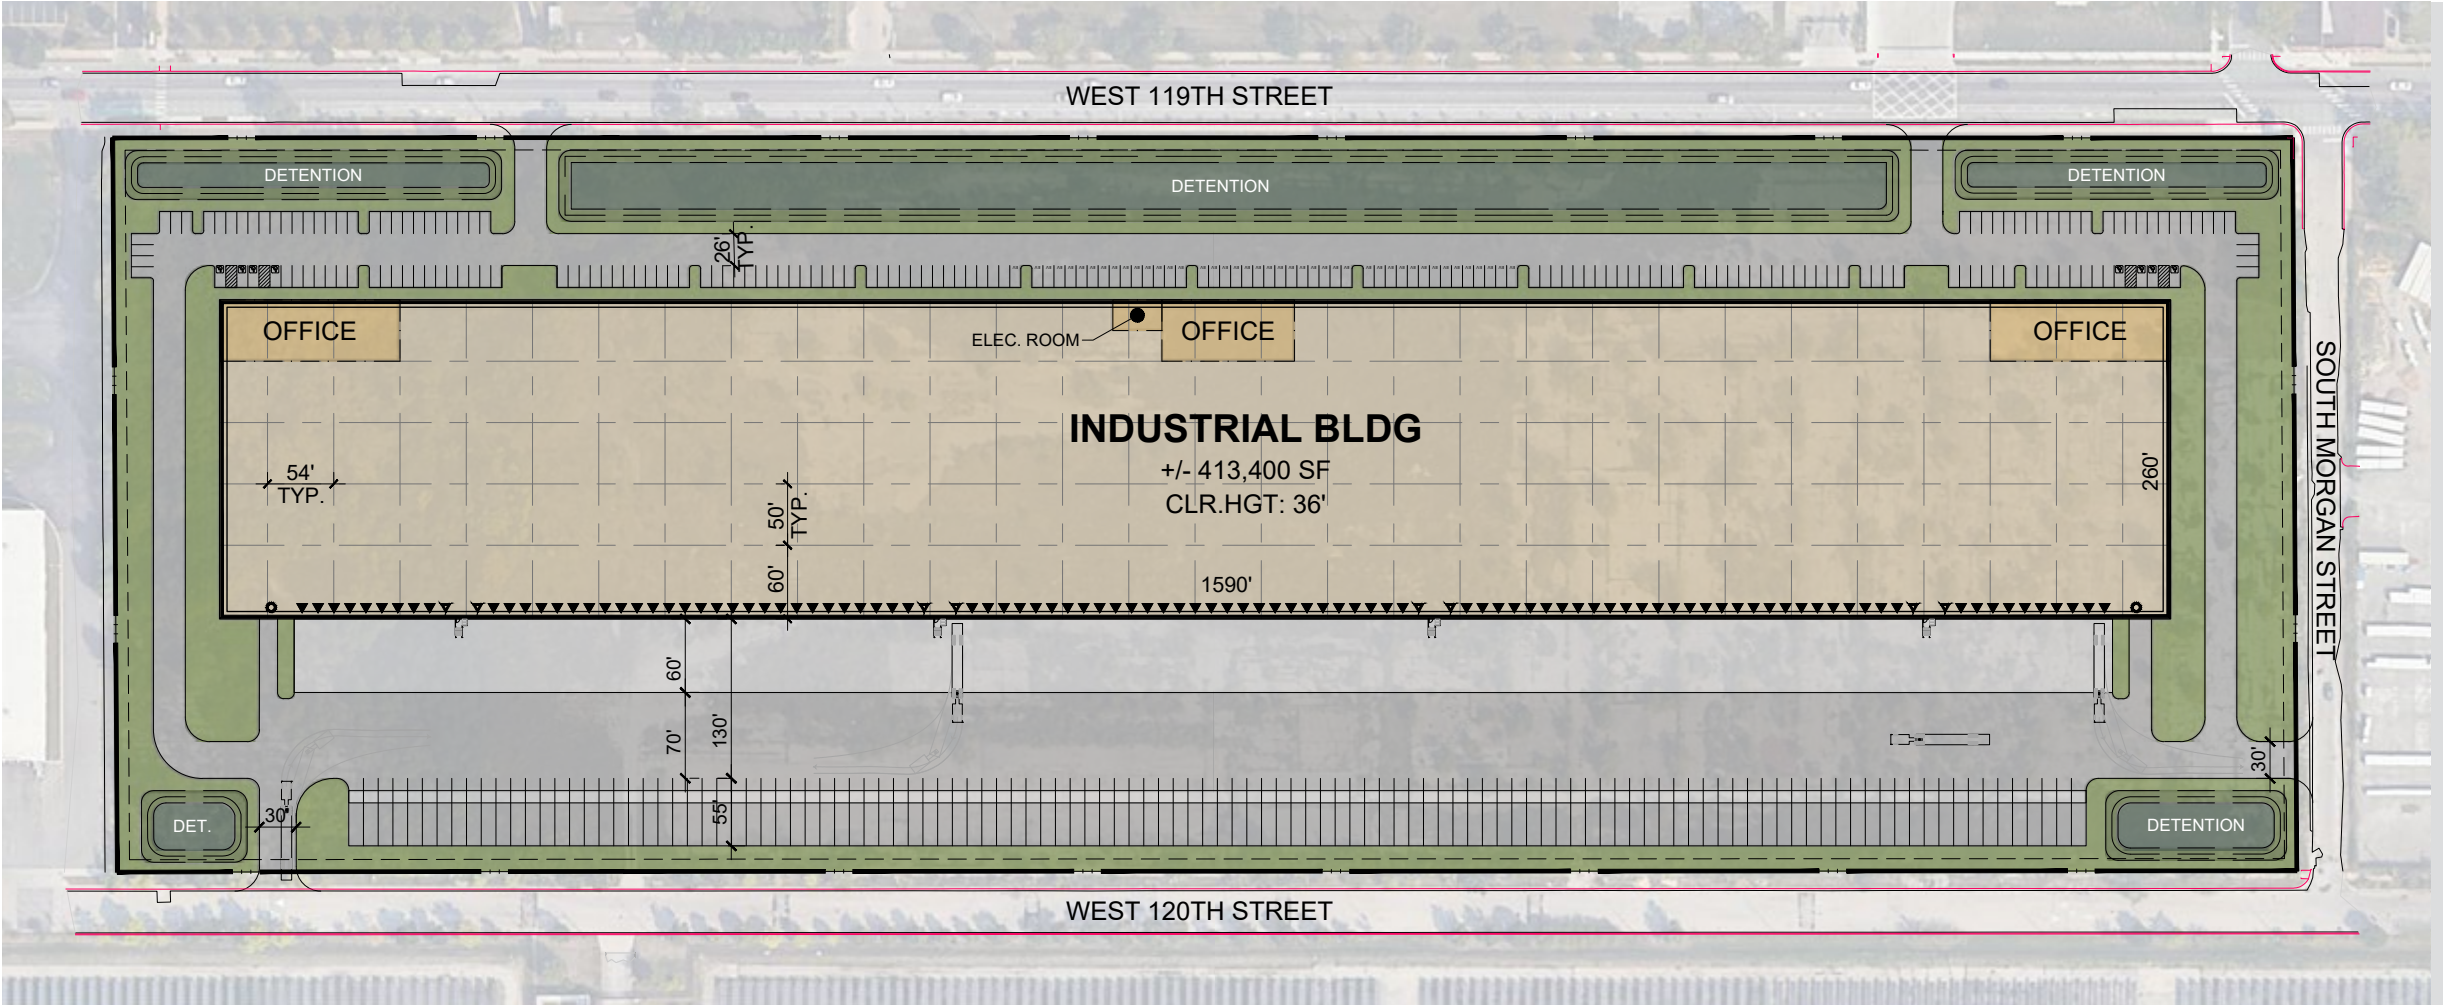 WEST 119TH STREET
DETENTION
DETENTION
DETENTION
26'
TYP.
OFFICE
ELEC. ROOM
OFFICE
OFFICE
INDUSTRIAL BLDG
+/- 413,400 SF
CLR.HGT: 36'
54'
TYP.
50'
TYP.
60'
1590'
260'
SOUTH MORGAN STREET
60'
70'
130'
55'
30'
30'
DET.
DETENTION
WEST 120TH STREET